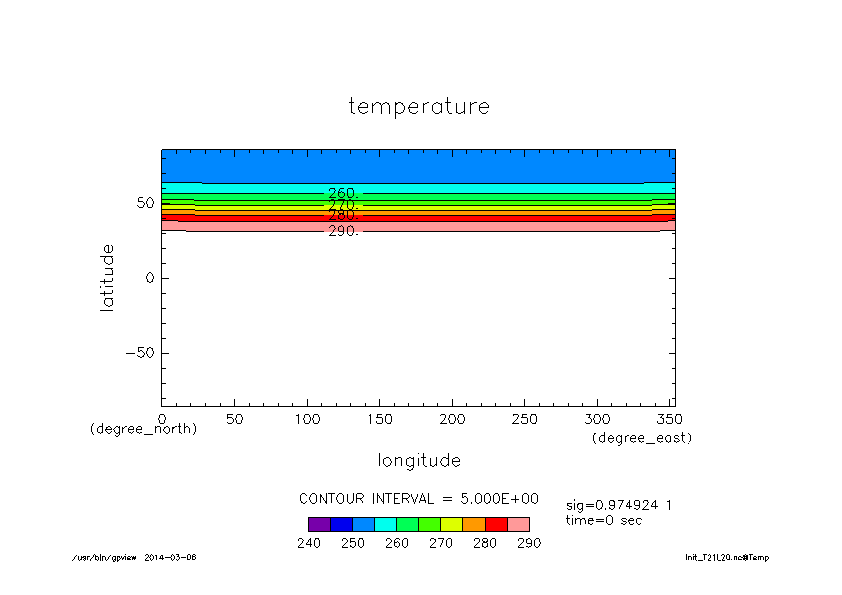 temperature
260.
270.
280.
290.
50
0
−50
latitude
0 50 100 150 200 250 300 350
(degree_north)
(degree_east)
longitude
CONTOUR INTERVAL = 5.000E+00
sig=0.974924 1
time=0 sec
240 250 260 270 280 290
/usr/bin/gpview 2014−03−06
Init_T21L20.nc@Temp